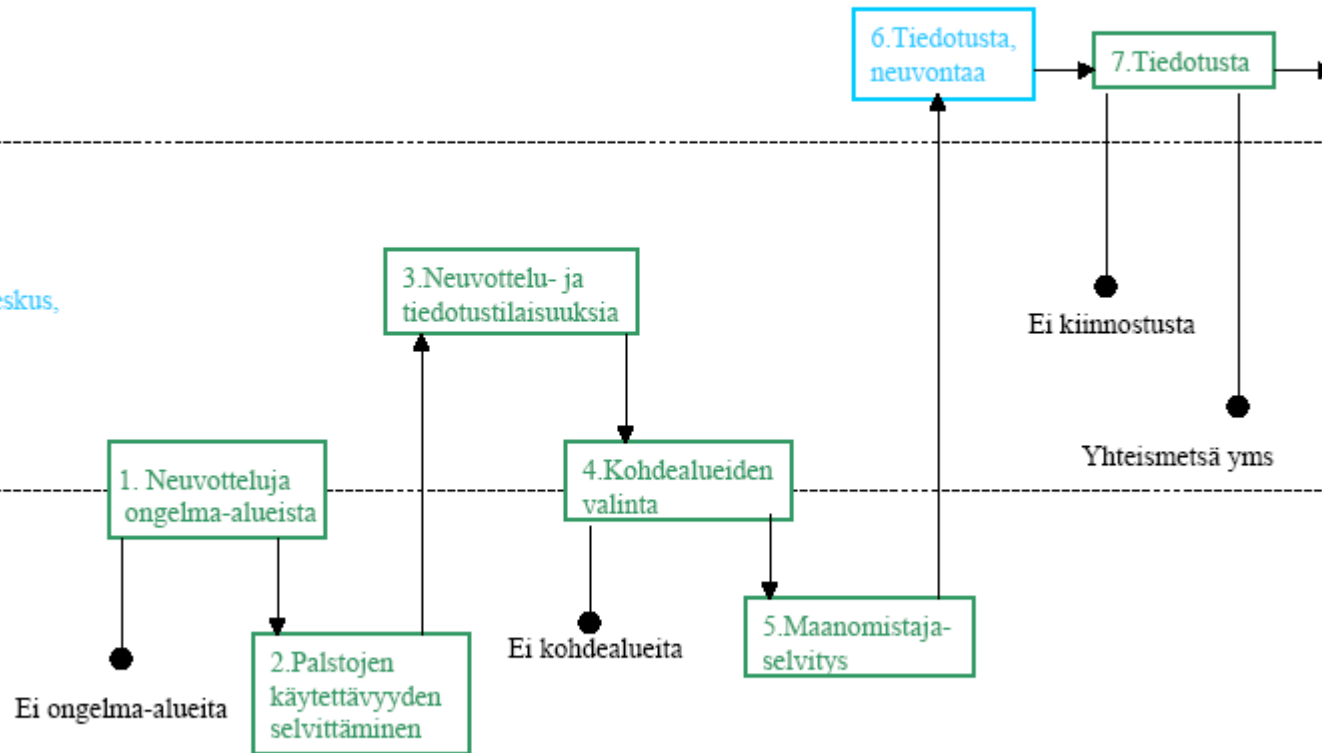 6.Tiedotusta,
neuvontaa
7.Tiedotusta
3.Neuvottelu- ja
tiedotustilaisuuksia
eskus,
Ei kiinnostusta
Yhteismetsä yms
1. Neuvotteluja
ongelma-alueista
4.Kohdealueiden
valinta
5.Maanomistaja-
selvitys
Ei kohdealueita
2.Palstojen
käytettävyyden
selvittäminen
Ei ongelma-alueita